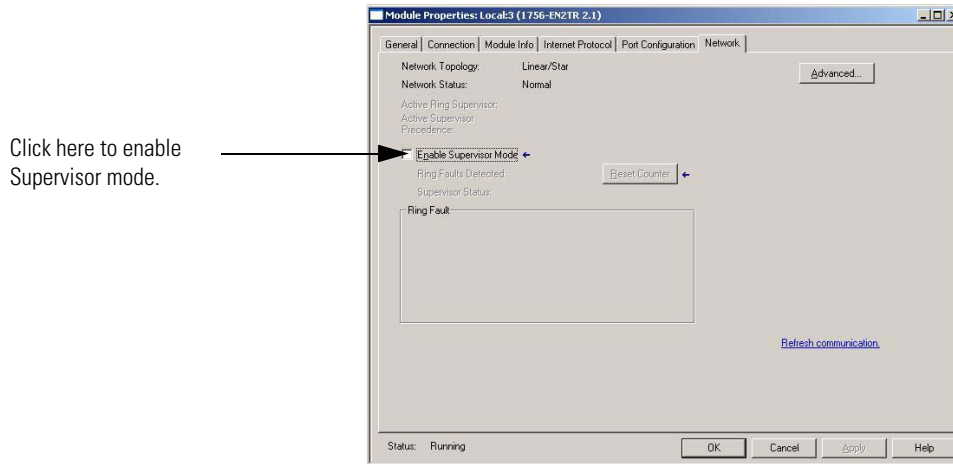 Module Properties: Local:3 (1756-EN2TR 2.1)
General Connection Module Info Internet Protocol Port Configuration Network
Network Topology: Linear/Star
Advanced...
Network Status: Normal
Active Ring Supervisor:
Active Supervisor
Precedence:
Click here to enable
Supervisor mode.
Enable Supervisor Mode
Ring Faults Detected: Reset Counter
Supervisor Status:
Ring Fault
Refresh communication.
Status: Running
OK Cancel Apply Help